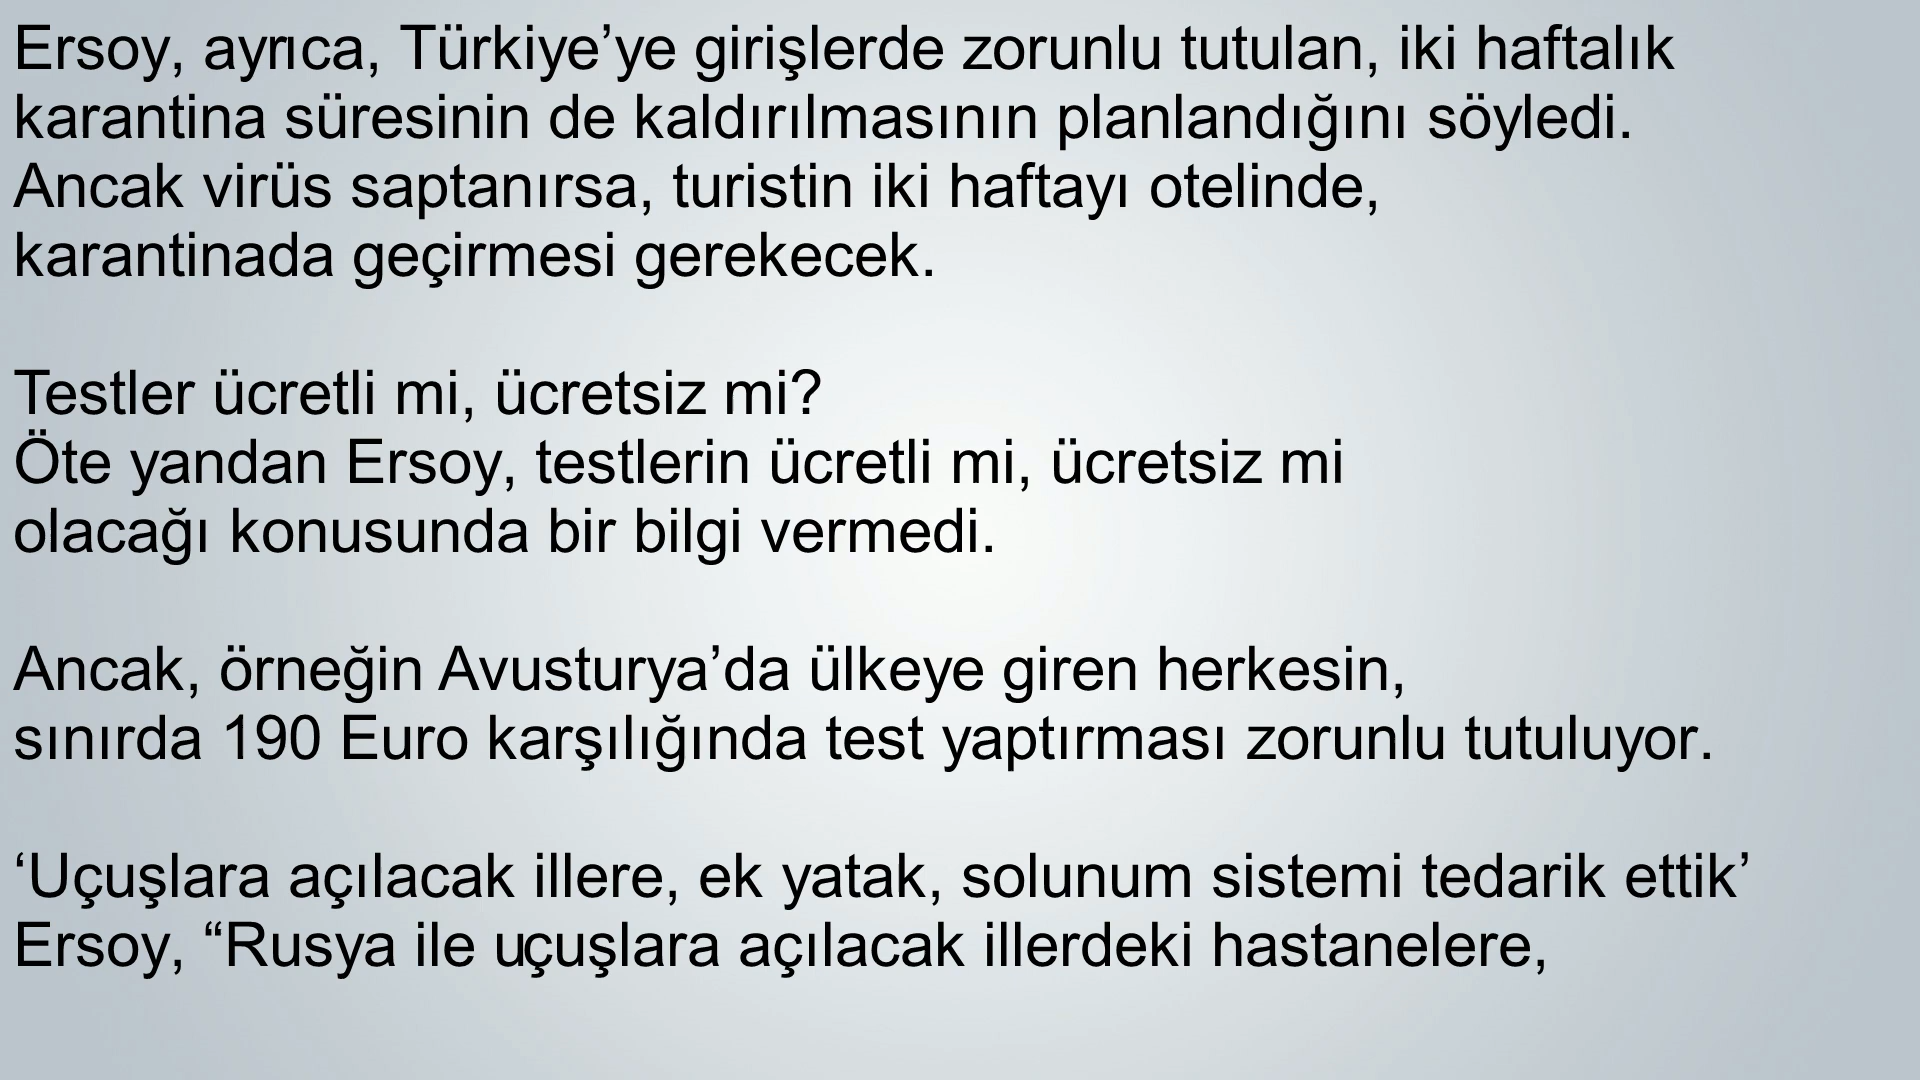 Ersoy, ayrıca, Türkiye’ye girişlerde zorunlu tutulan, iki haftalık
karantina süresinin de kaldırılmasının planlandığını söyledi.
Ancak virüs saptanırsa, turistin iki haftayı otelinde,
karantinada geçirmesi gerekecek.
Testler ücretli mi, ücretsiz mi?
Öte yandan Ersoy, testlerin ücretli mi, ücretsiz mi
olacağı konusunda bir bilgi vermedi.
Ancak, örneğin Avusturya’da ülkeye giren herkesin,
sınırda 190 Euro karşılığında test yaptırması zorunlu tutuluyor.
‘Uçuşlara açılacak illere, ek yatak, solunum sistemi tedarik ettik’
Ersoy, “Rusya ile uçuşlara açılacak illerdeki hastanelere,